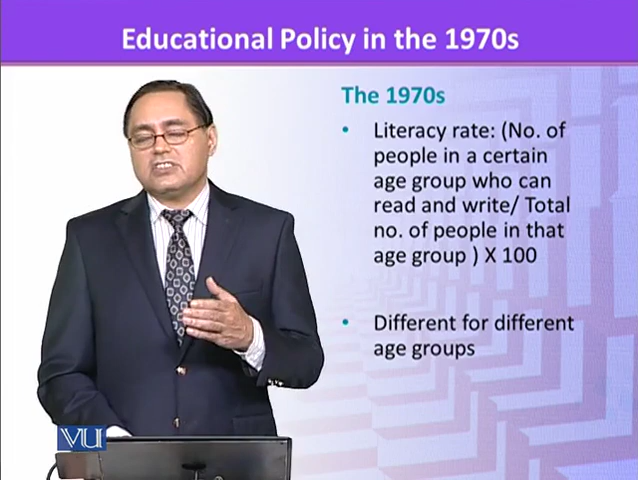 Educational Policy in the 1970s
The 1970s
• Literacy rate: (No. of
people in a certain
age group who can
read and write/ Total
no. of people in that
age group ) X 100
• Different for different
age groups
VU